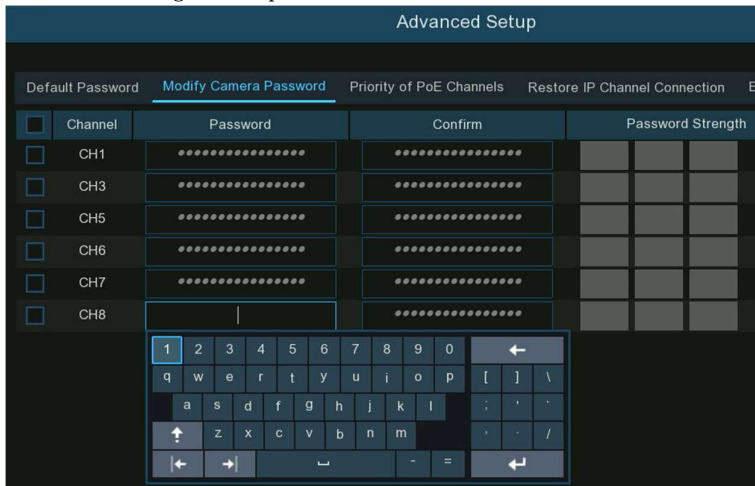 Advanced Setup
Default Password Modify Camera Password Priority of PoE Channels Restore IP Channel Connection
Channel Password Confirm Password Strength
CH1 •••••••••••••••• ••••••••••••••••
CH3 •••••••••••••••• ••••••••••••••••
CH5 •••••••••••••••• ••••••••••••••••
CH6 •••••••••••••••• ••••••••••••••••
CH7 •••••••••••••••• ••••••••••••••••
CH8 ••••••••••••••••
1 2 3 4 5 6 7 8 9 0 ←
q w e r t y u i o p [ ] \
a s d f g h j k l ; ' `
z x c v b n m , . /
- =